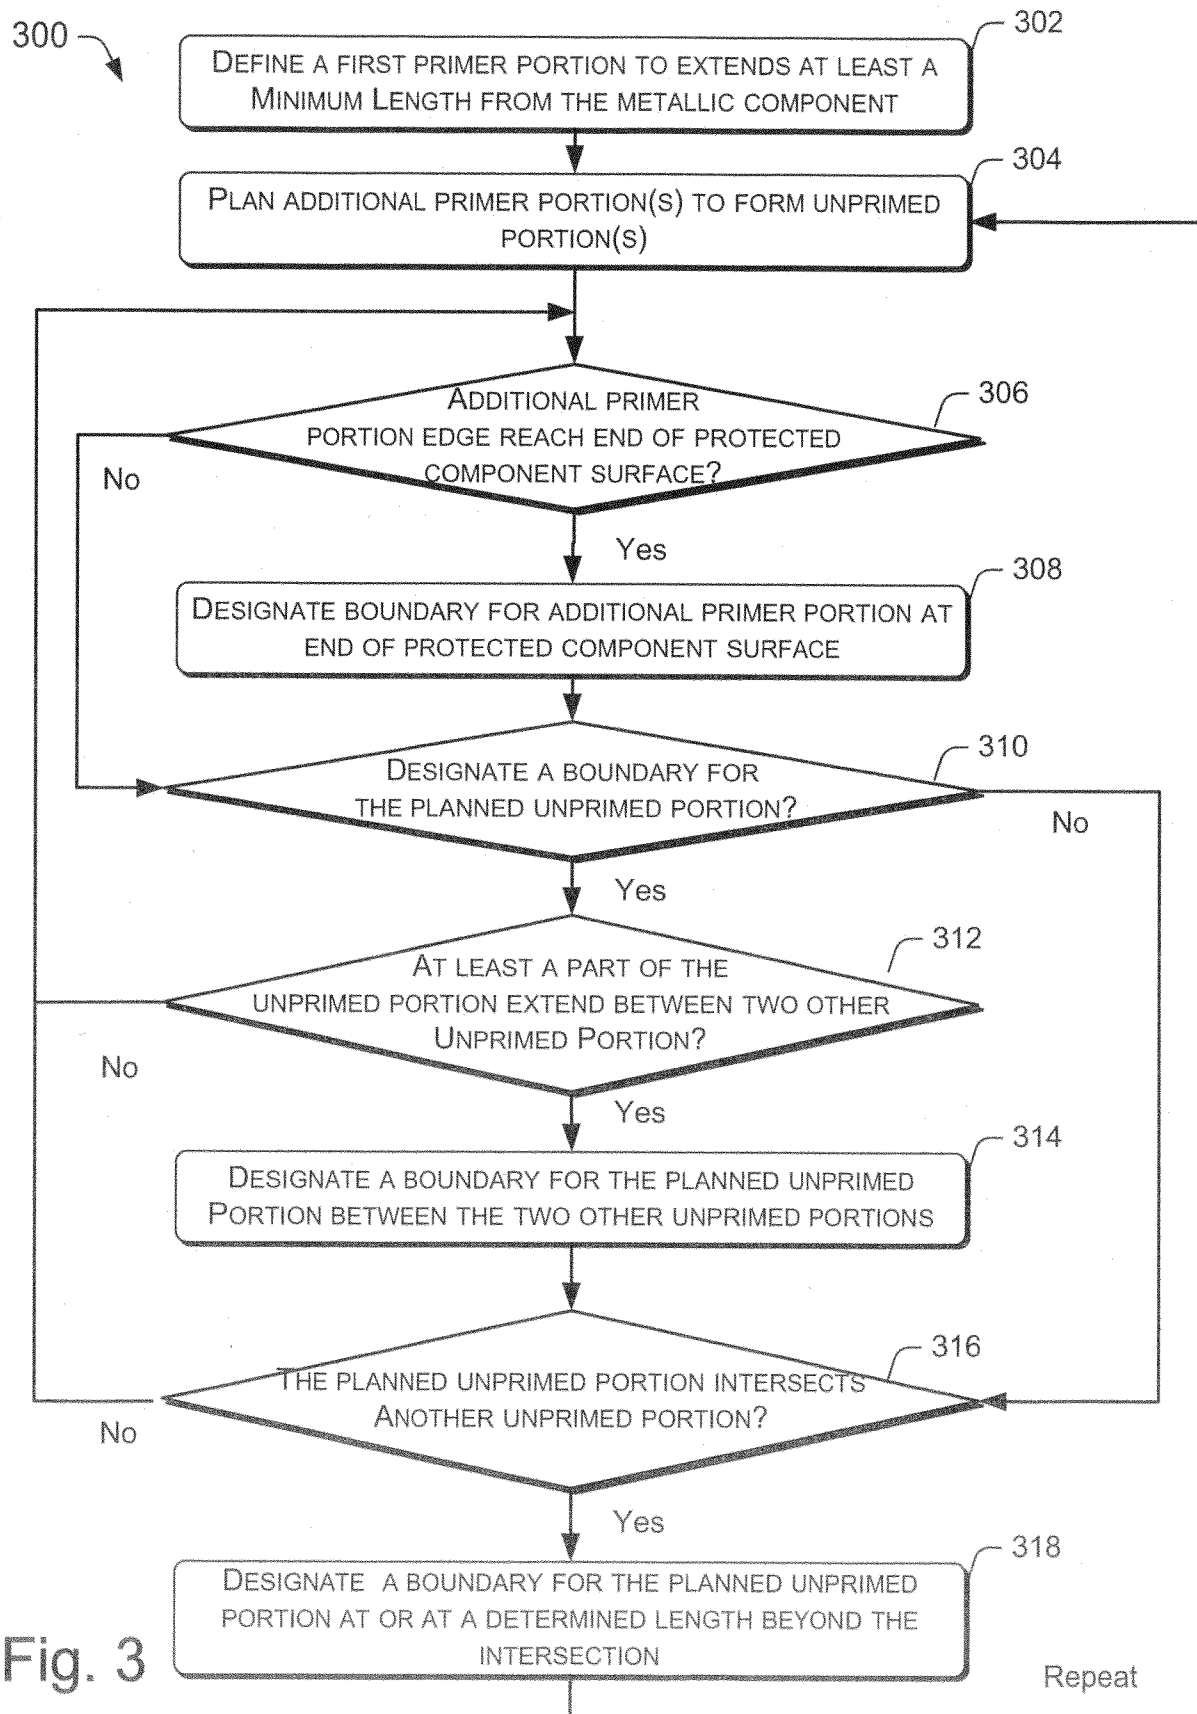 300
302
DEFINE A FIRST PRIMER PORTION TO EXTENDS AT LEAST A
MINIMUM LENGTH FROM THE METALLIC COMPONENT
304
PLAN ADDITIONAL PRIMER PORTION(S) TO FORM UNPRIMED
PORTION(S)
306
ADDITIONAL PRIMER
PORTION EDGE REACH END OF PROTECTED
COMPONENT SURFACE?
No
Yes
308
DESIGNATE BOUNDARY FOR ADDITIONAL PRIMER PORTION AT
END OF PROTECTED COMPONENT SURFACE
310
DESIGNATE A BOUNDARY FOR
THE PLANNED UNPRIMED PORTION?
No
Yes
312
AT LEAST A PART OF THE
UNPRIMED PORTION EXTEND BETWEEN TWO OTHER
UNPRIMED PORTION?
No
Yes
314
DESIGNATE A BOUNDARY FOR THE PLANNED UNPRIMED
PORTION BETWEEN THE TWO OTHER UNPRIMED PORTIONS
316
THE PLANNED UNPRIMED PORTION INTERSECTS
ANOTHER UNPRIMED PORTION?
No
Yes
318
DESIGNATE A BOUNDARY FOR THE PLANNED UNPRIMED
PORTION AT OR AT A DETERMINED LENGTH BEYOND THE
INTERSECTION
Fig. 3
Repeat